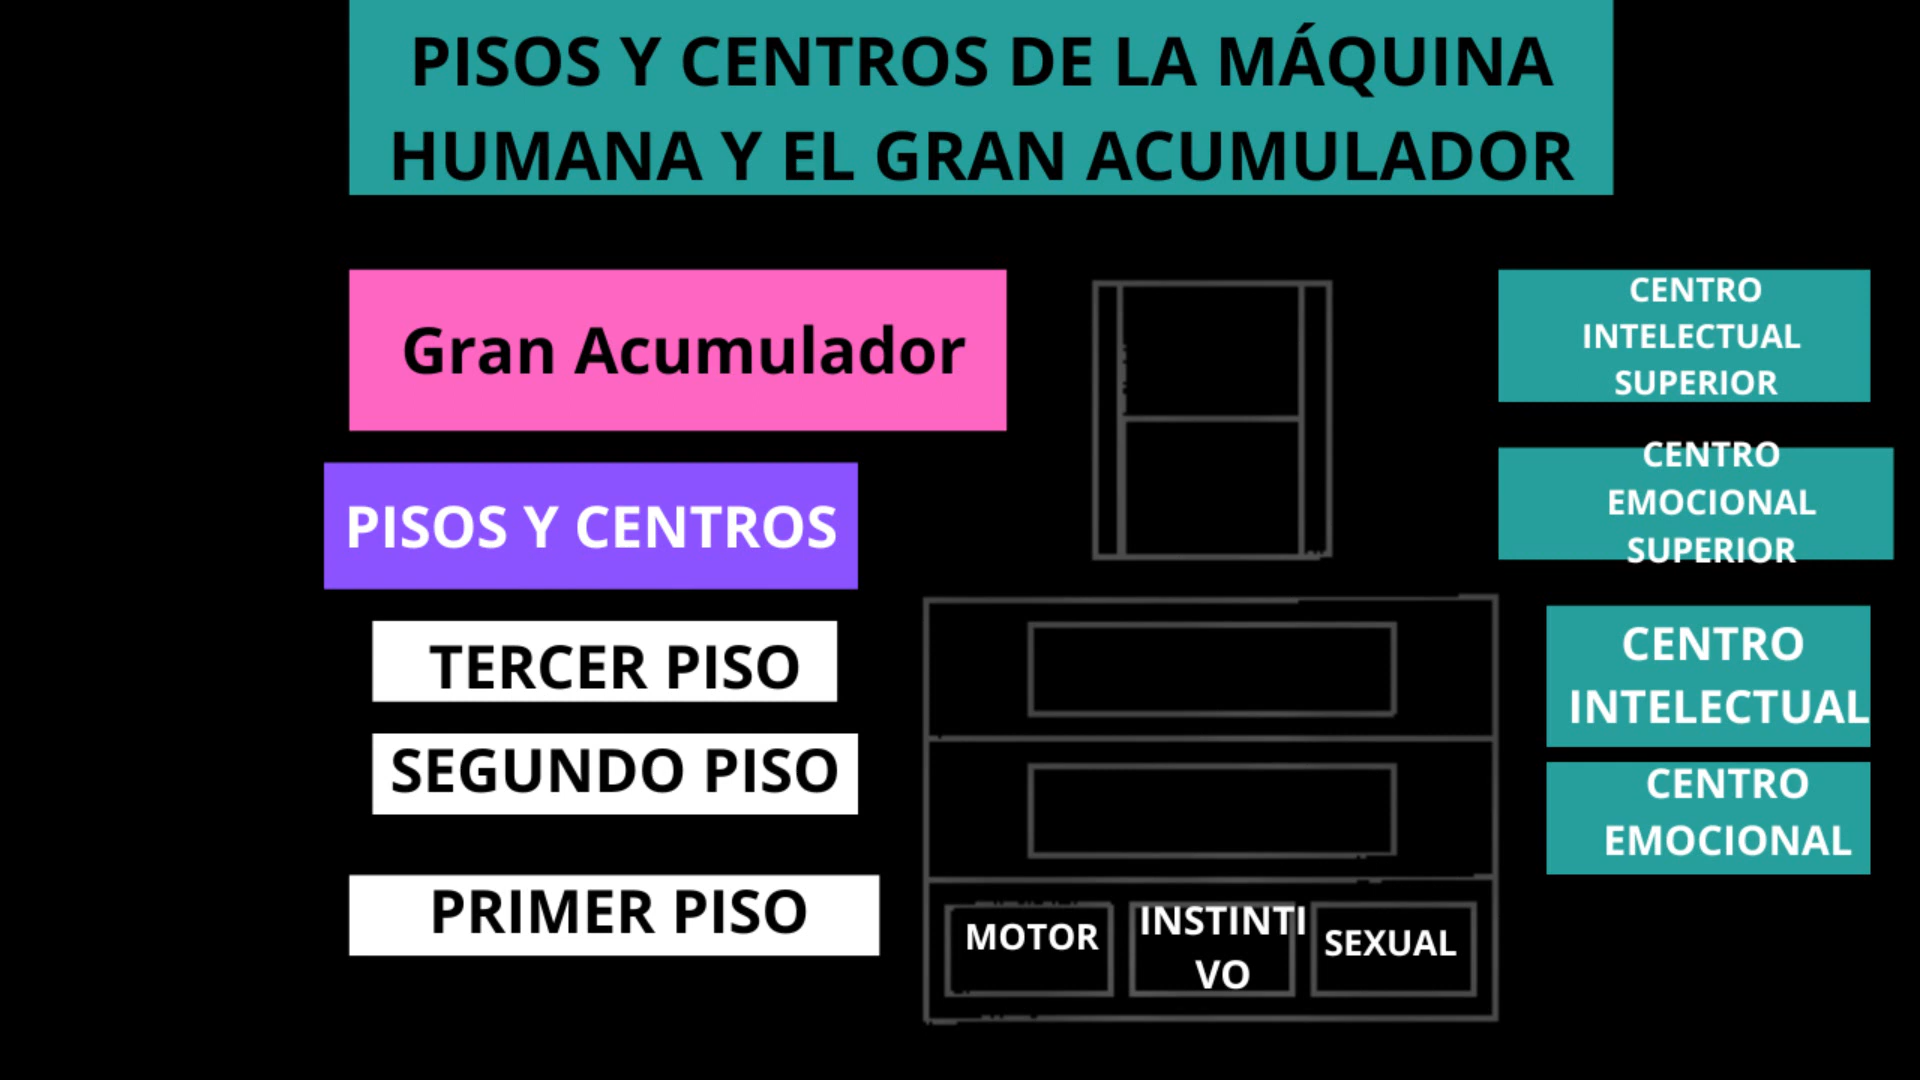 PISOS Y CENTROS DE LA MÁQUINA
HUMANA Y EL GRAN ACUMULADOR
Gran Acumulador
CENTRO
INTELECTUAL
SUPERIOR
PISOS Y CENTROS
CENTRO
EMOCIONAL
SUPERIOR
TERCER PISO
CENTRO
INTELECTUAL
SEGUNDO PISO
CENTRO
EMOCIONAL
PRIMER PISO
MOTOR
INSTINTI
VO
SEXUAL